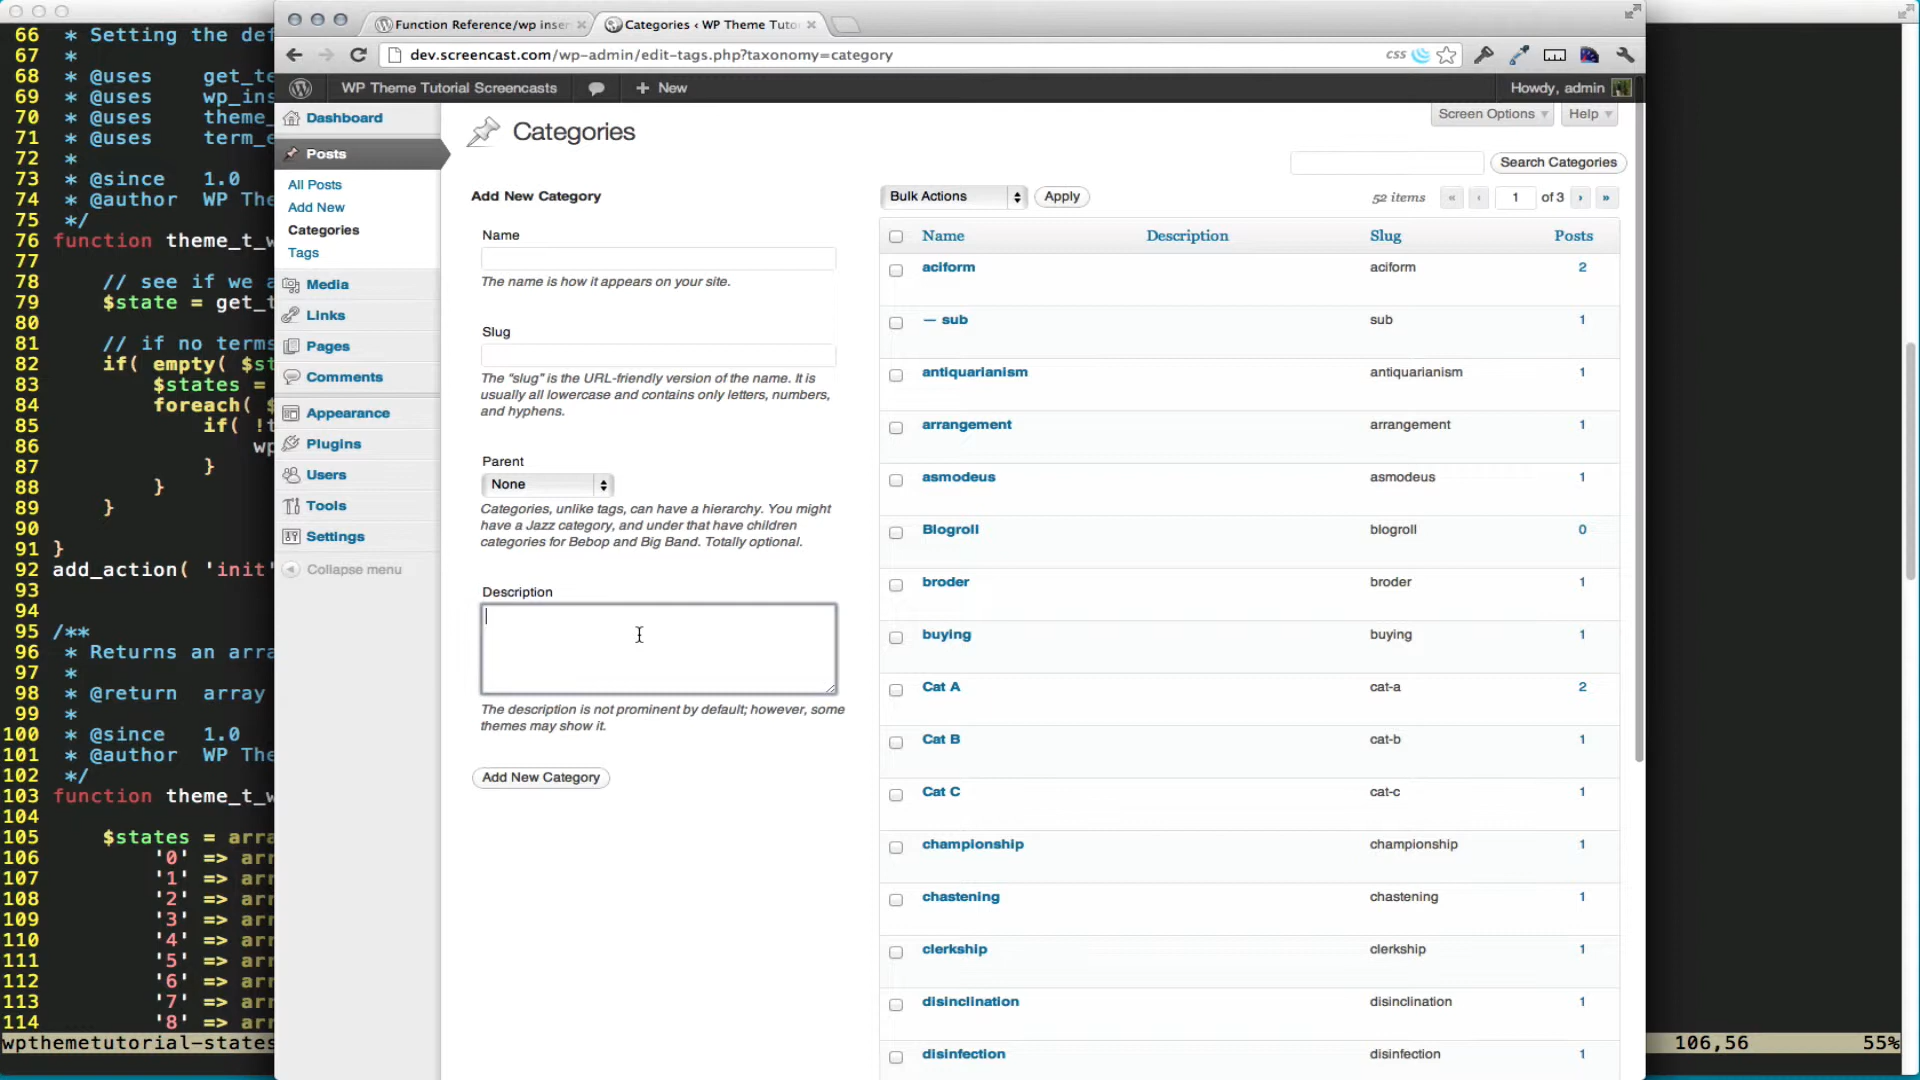 66 * Setting the def
67 *
68 * @uses get_te
69 * @uses wp_ins
70 * @uses theme_
71 * @uses term_e
72 *
73 * @since 1.0
74 * @author WP The
75 */
76 function theme_t_w
77
78 // see if we a
79 $state = get_t
80
81 // if no terms
82 if( empty( $st
83 $states =
84 foreach( $
85 if( !t
86 wp
87 }
88 }
89 }
90
91 }
92 add_action( 'init'
93
94
95 /**
96 * Returns an arra
97 *
98 * @return array
99 *
100 * @since 1.0
101 * @author WP The
102 */
103 function theme_t_w
104
105 $states = arra
106 '0' => arr
107 '1' => arr
108 '2' => arr
109 '3' => arr
110 '4' => arr
111 '5' => arr
112 '6' => arr
113 '7' => arr
114 '8' => arr
wpthemetutorial-states
106,56 55%
Function Reference/wp inser
Categories ‹ WP Theme Tuto
dev.screencast.com/wp-admin/edit-tags.php?taxonomy=category
css
WP Theme Tutorial Screencasts
+ New
Howdy, admin
Dashboard
Posts
All Posts
Add New
Categories
Tags
Media
Links
Pages
Comments
Appearance
Plugins
Users
Tools
Settings
Collapse menu
Screen Options
Help
Categories
Search Categories
Add New Category
Name
The name is how it appears on your site.
Slug
The “slug” is the URL-friendly version of the name. It is
usually all lowercase and contains only letters, numbers,
and hyphens.
Parent
None
Categories, unlike tags, can have a hierarchy. You might
have a Jazz category, and under that have children
categories for Bebop and Big Band. Totally optional.
Description
The description is not prominent by default; however, some
themes may show it.
Add New Category
Bulk Actions
Apply
52 items « ‹ 1 of 3 › »
Name Description Slug Posts
aciform aciform 2
— sub sub 1
antiquarianism antiquarianism 1
arrangement arrangement 1
asmodeus asmodeus 1
Blogroll blogroll 0
broder broder 1
buying buying 1
Cat A cat-a 2
Cat B cat-b 1
Cat C cat-c 1
championship championship 1
chastening chastening 1
clerkship clerkship 1
disinclination disinclination 1
disinfection disinfection 1